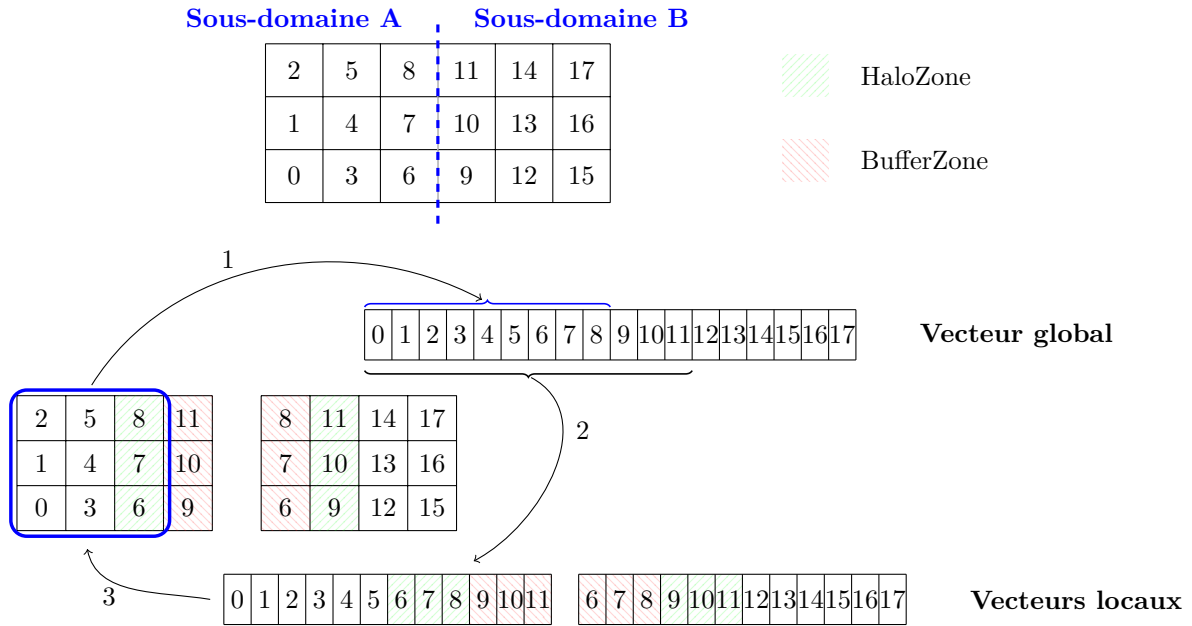 Sous-domaine A Sous-domaine B
2 5 8 11 14 17
HaloZone
1 4 7 10 13 16
BufferZone
0 3 6 9 12 15
1
0 1 2 3 4 5 6 7 8 9 10 11 12 13 14 15 16 17
Vecteur global
2 5 8 11
8 11 14 17
2
1 4 7 10
7 10 13 16
0 3 6 9
6 9 12 15
3
0 1 2 3 4 5 6 7 8 9 10 11
6 7 8 9 10 11 12 13 14 15 16 17
Vecteurs locaux